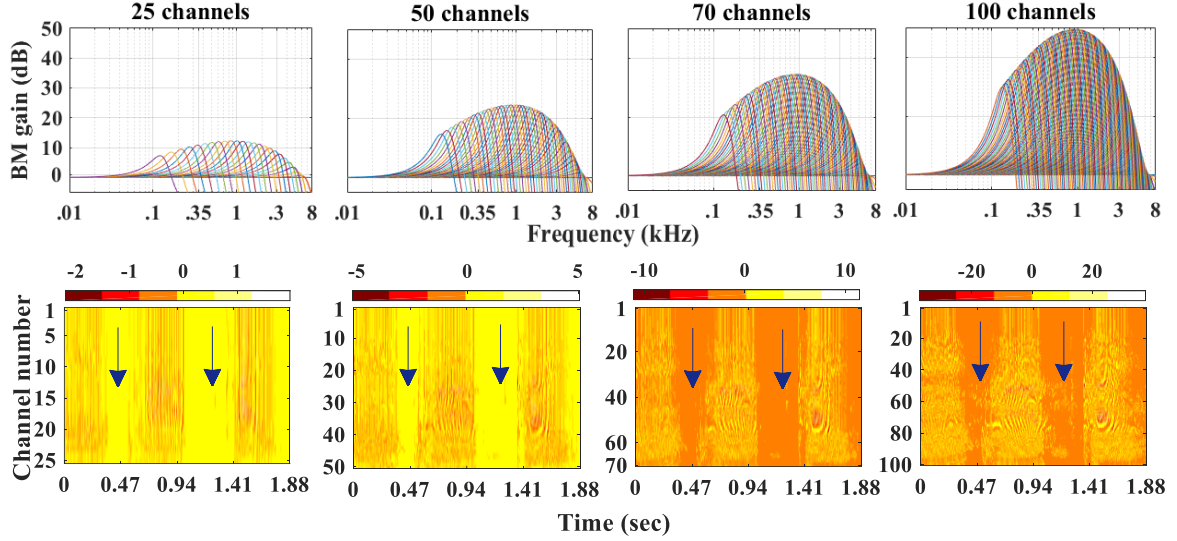 25 channels 50 channels 70 channels 100 channels
BM gain (dB)
50
40
30
20
10
0
.01 .1 .35 1 .3 8
.01 0.1 0.35 1 3 8
.01 .1 .35 1 3 8
.01 .1 .35 1 3 8
Frequency (kHz)
-2 -1 0 1
-5 0 5
-10 0 10
-20 0 20
Channel number
1
5
10
15
20
25
1
10
20
30
40
50
1
20
40
60
70
1
20
40
60
80
100
0 0.47 0.94 1.41 1.88
0 0.47 0.94 1.41 1.88
0 0.47 0.94 1.41 1.88
0 0.47 0.94 1.41 1.88
Time (sec)